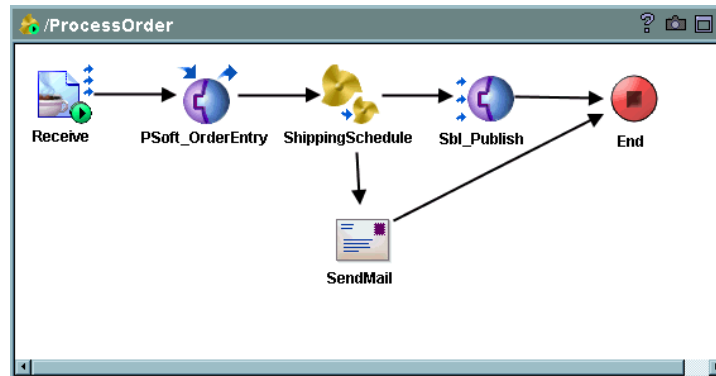 /ProcessOrder ?
Receive PSoft_OrderEntry ShippingSchedule Sbl_Publish End
SendMail